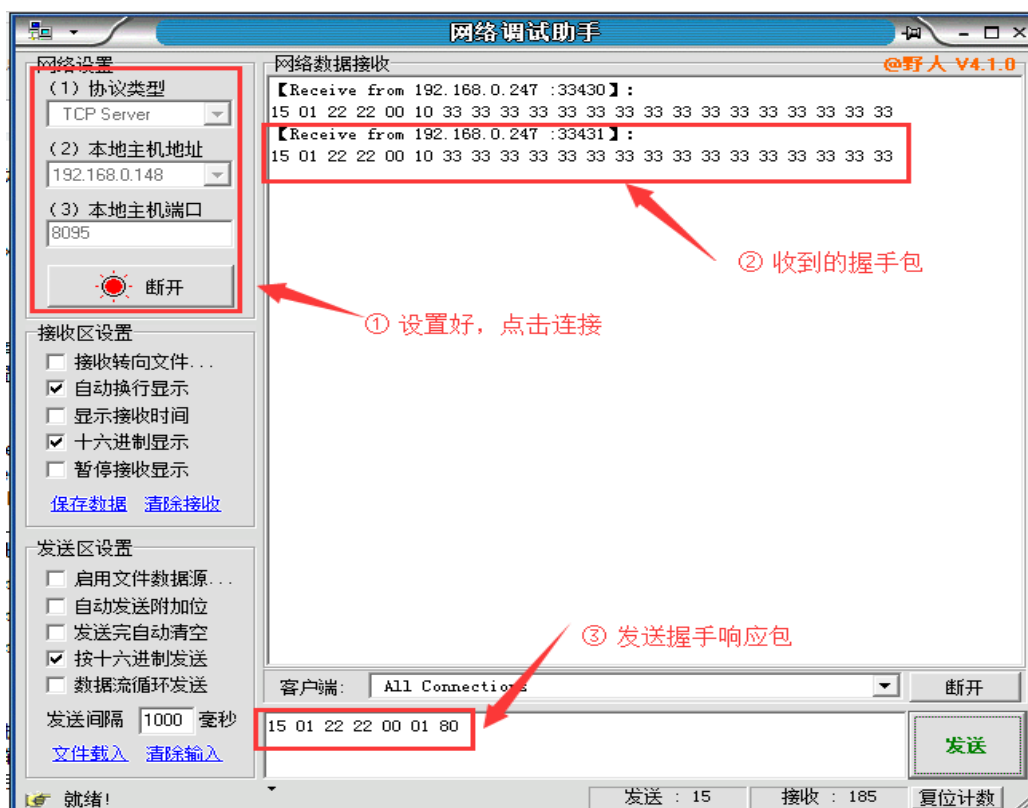 网络调试助手
网络设置
(1) 协议类型
TCP Server
(2) 本地主机地址
192.168.0.148
(3) 本地主机端口
8095
断开
网络数据接收
@野人 V4.1.0
【Receive from 192.168.0.247 :33430】:
15 01 22 22 00 10 33 33 33 33 33 33 33 33 33 33 33 33 33 33 33 33
【Receive from 192.168.0.247 :33431】:
15 01 22 22 00 10 33 33 33 33 33 33 33 33 33 33 33 33 33 33 33 33
② 收到的握手包
① 设置好，点击连接
接收区设置
接收转向文件...
自动换行显示
显示接收时间
十六进制显示
暂停接收显示
保存数据 清除接收
发送区设置
启用文件数据源...
自动发送附加位
发送完自动清空
按十六进制发送
数据流循环发送
发送间隔 1000 毫秒
文件载入 清除输入
③ 发送握手响应包
客户端: All Connections 断开
15 01 22 22 00 01 80
发送
就绪!
发送 : 15
接收 : 185
复位计数